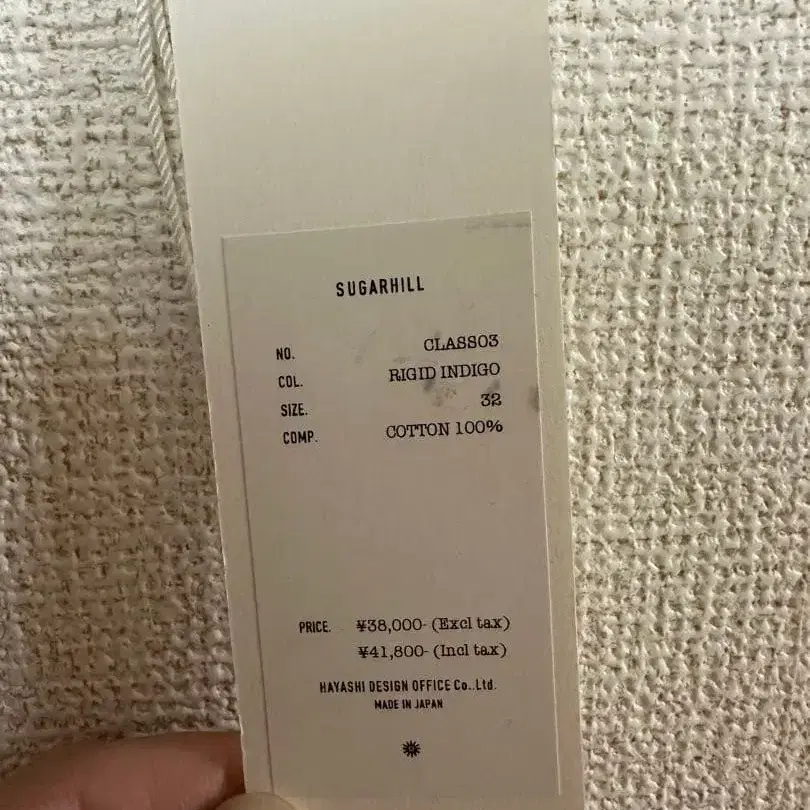 SUGARHILL
NO. CLASS03
COL. RIGID INDIGO
SIZE. 32
COMP. COTTON 100%
PRICE. ¥38,000- (Excl tax)
¥41,800- (Incl tax)
HAYASHI DESIGN OFFICE Co..Ltd.
MADE IN JAPAN